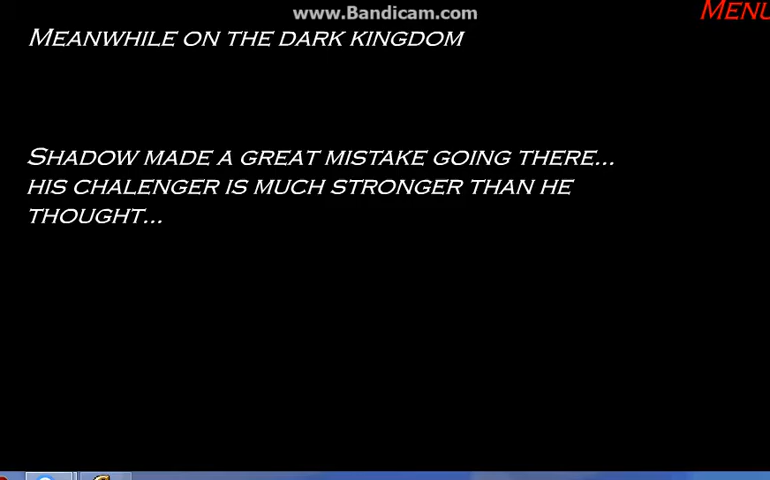 www.Bandicam.com
MENU
MEANWHILE ON THE DARK KINGDOM
SHADOW MADE A GREAT MISTAKE GOING THERE...
HIS CHALENGER IS MUCH STRONGER THAN HE
THOUGHT...